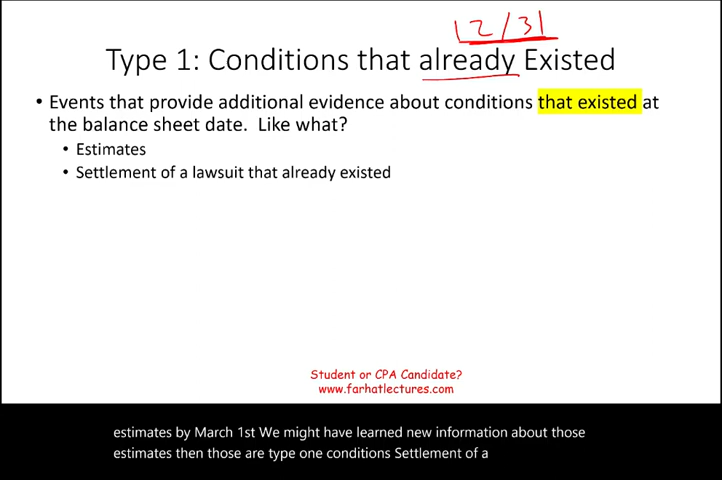 12/31
Type 1: Conditions that already Existed
• Events that provide additional evidence about conditions that existed at
the balance sheet date. Like what?
• Estimates
• Settlement of a lawsuit that already existed
Student or CPA Candidate?
www.farhatlectures.com
estimates by March 1st We might have learned new information about those
estimates then those are type one conditions Settlement of a